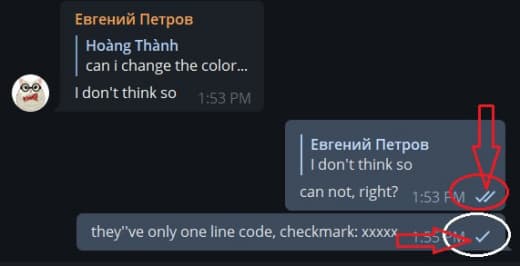 Евгений Петров
Hoàng Thành
can i change the color...
I don't think so
1:53 PM
Евгений Петров
I don't think so
can not, right?
1:53 PM
they''ve only one line code, checkmark: xxxxx
1:55 PM